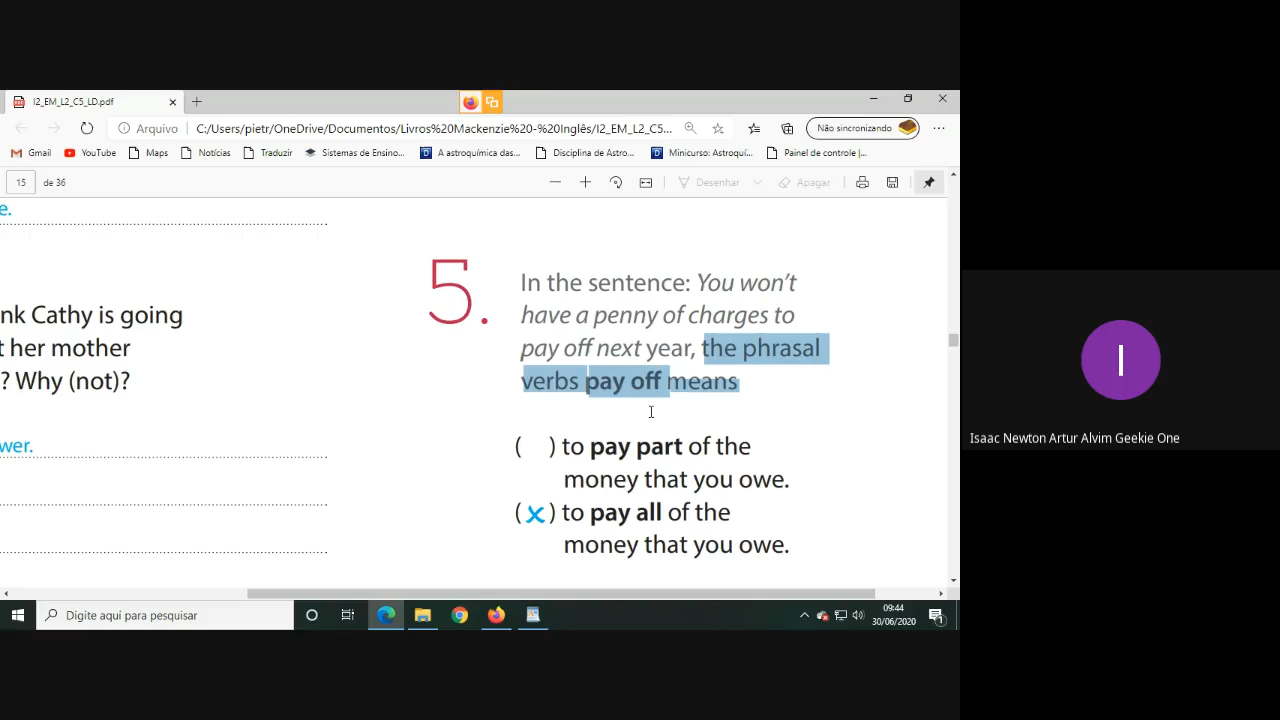 I2_EM_L2_C5_LD.pdf
Arquivo
C:/Users/pietr/OneDrive/Documentos/Livros%20Mackenzie%20-%20Inglês/I2_EM_L2_C5...
Não sincronizando
Gmail
YouTube
Maps
Notícias
Traduzir
Sistemas de Ensino...
A astroquímica das...
Disciplina de Astro...
Minicurso: Astroquí...
Painel de controle |...
15 de 36
Desenhar
Apagar
e.
nk Cathy is going
t her mother
? Why (not)?
wer.
5.
In the sentence: You won't
have a penny of charges to
pay off next year, the phrasal
verbs pay off means
( ) to pay part of the
money that you owe.
(x) to pay all of the
money that you owe.
I
Isaac Newton Artur Alvim Geekie One
Digite aqui para pesquisar
09:44
30/06/2020
1